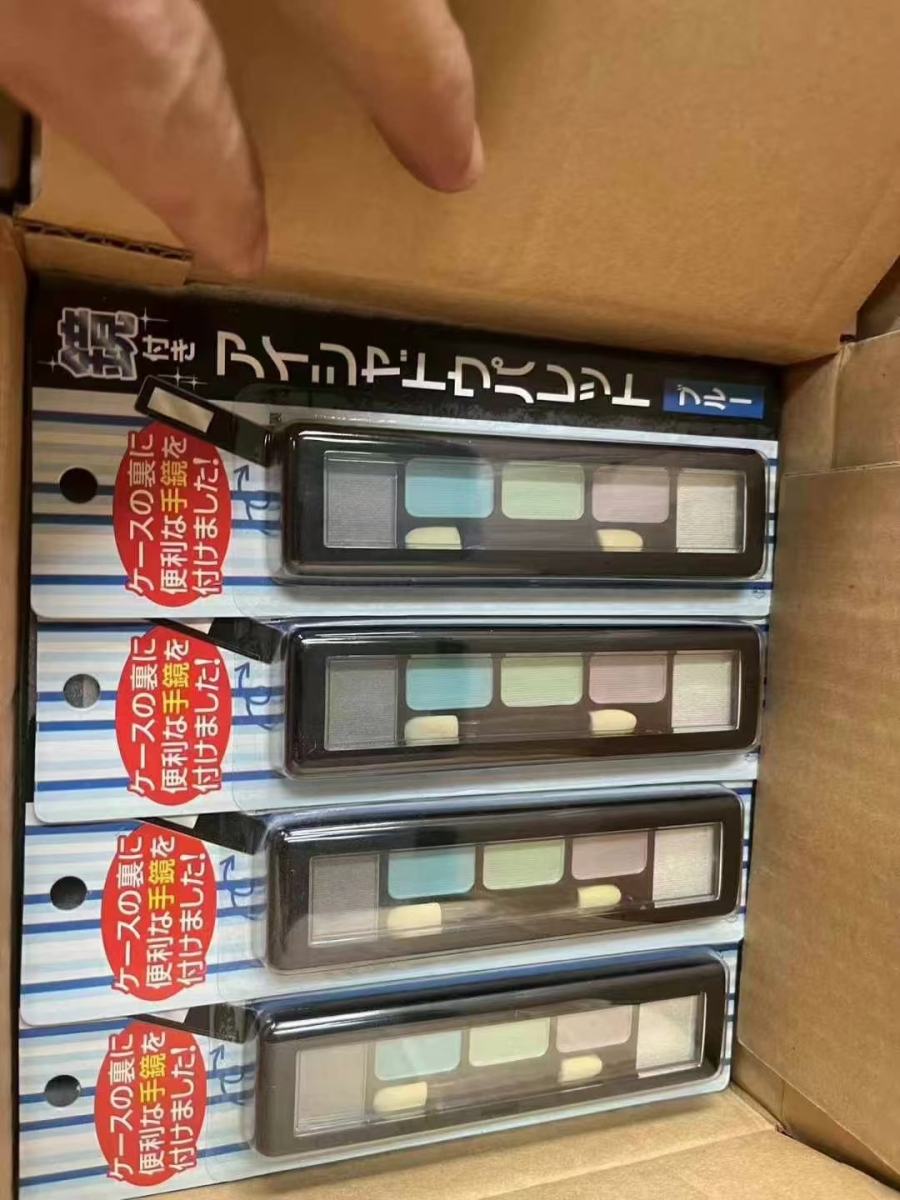 鏡付き
アイシャドウパレット
ブルー
ケースの裏に
便利な手鏡を
付けました!
ケースの裏に
便利な手鏡を
付けました!
ケースの裏に
便利な手鏡を
付けました!
ケースの裏に
便利な手鏡を
付けました!